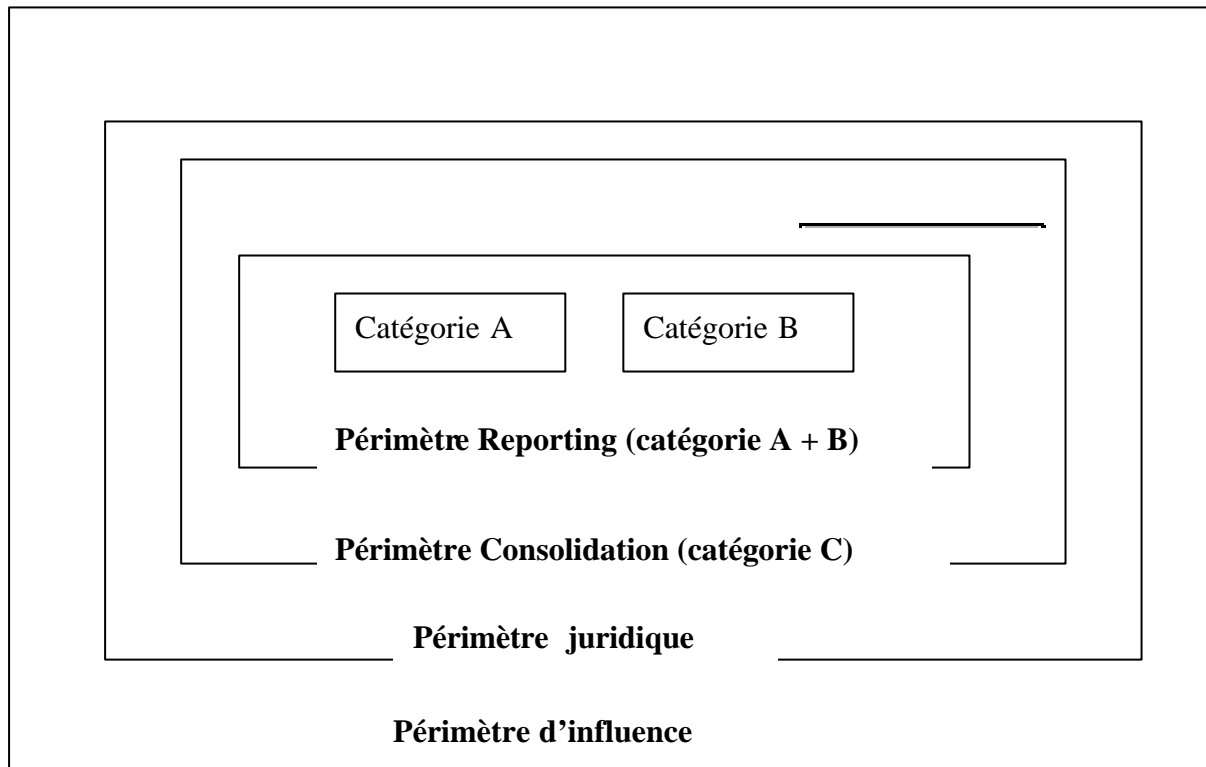 Catégorie A
Catégorie B
Périmètre Reporting (catégorie A + B)
Périmètre Consolidation (catégorie C)
Périmètre juridique
Périmètre d'influence